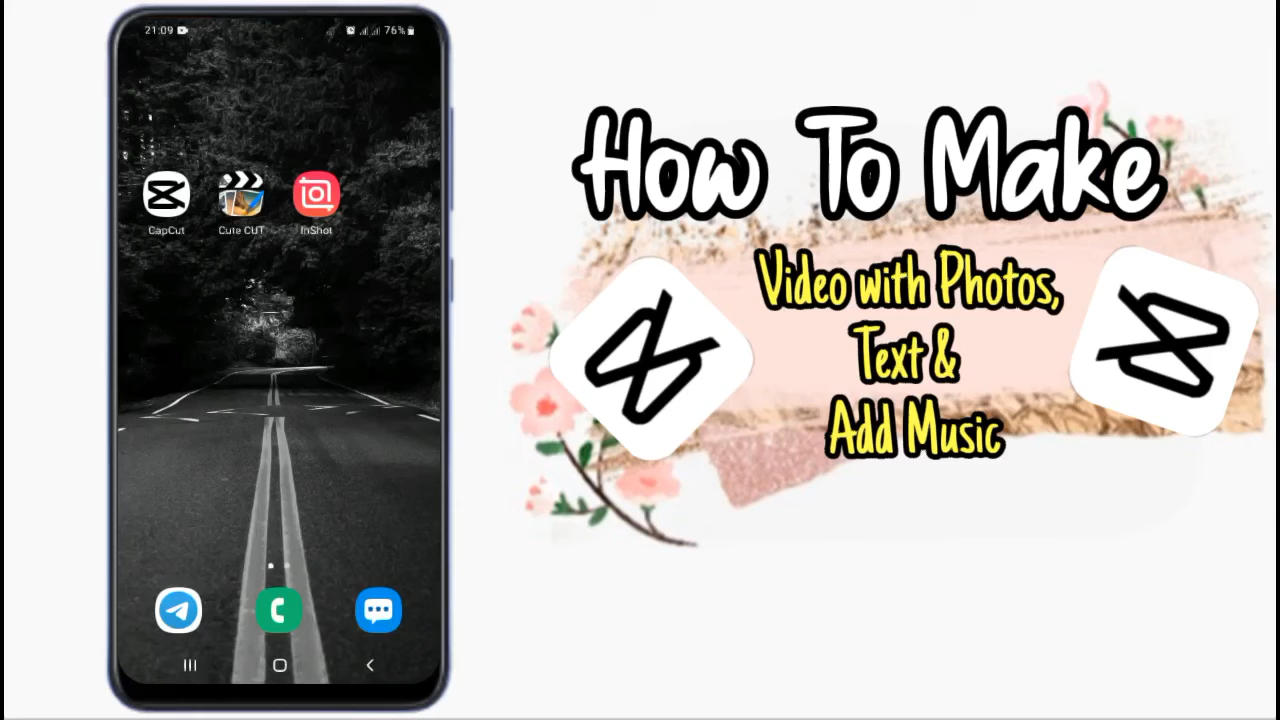 21:09
76%
CapCut
Cute CUT
InShot
How To Make
Video with Photos,
Text &
Add Music